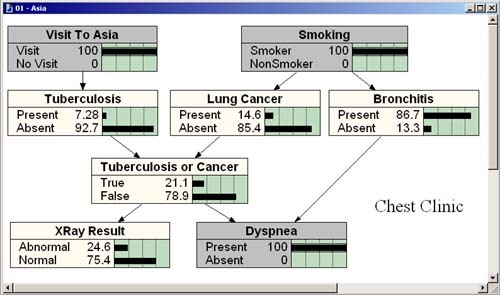 01 - Asia
Visit To Asia
Visit 100
No Visit 0
Smoking
Smoker 100
NonSmoker 0
Tuberculosis
Present 7.28
Absent 92.7
Lung Cancer
Present 14.6
Absent 85.4
Bronchitis
Present 86.7
Absent 13.3
Tuberculosis or Cancer
True 21.1
False 78.9
Chest Clinic
XRay Result
Abnormal 24.6
Normal 75.4
Dyspnea
Present 100
Absent 0